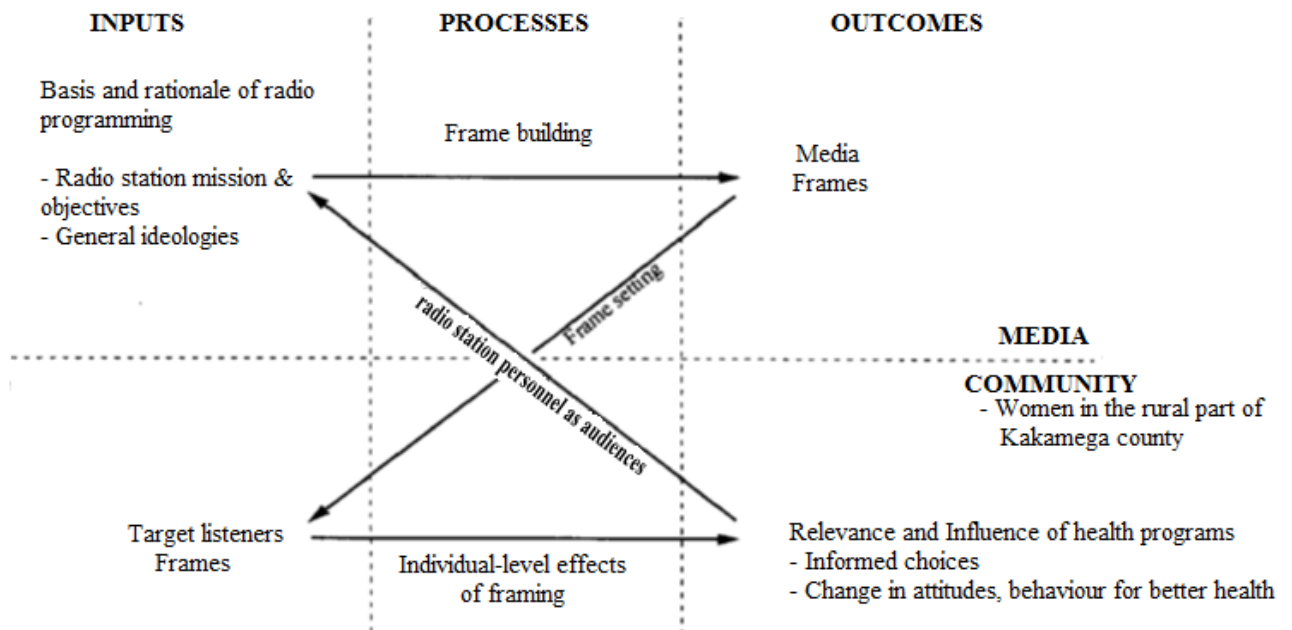 INPUTS
PROCESSES
OUTCOMES
Basis and rationale of radio
programming
- Radio station mission &
objectives
- General ideologies
Frame building
Media
Frames
Frame setting
radio station personnel as audiences
MEDIA
COMMUNITY
- Women in the rural part of
Kakamega county
Target listeners
Frames
Individual-level effects
of framing
Relevance and Influence of health programs
- Informed choices
- Change in attitudes, behaviour for better health